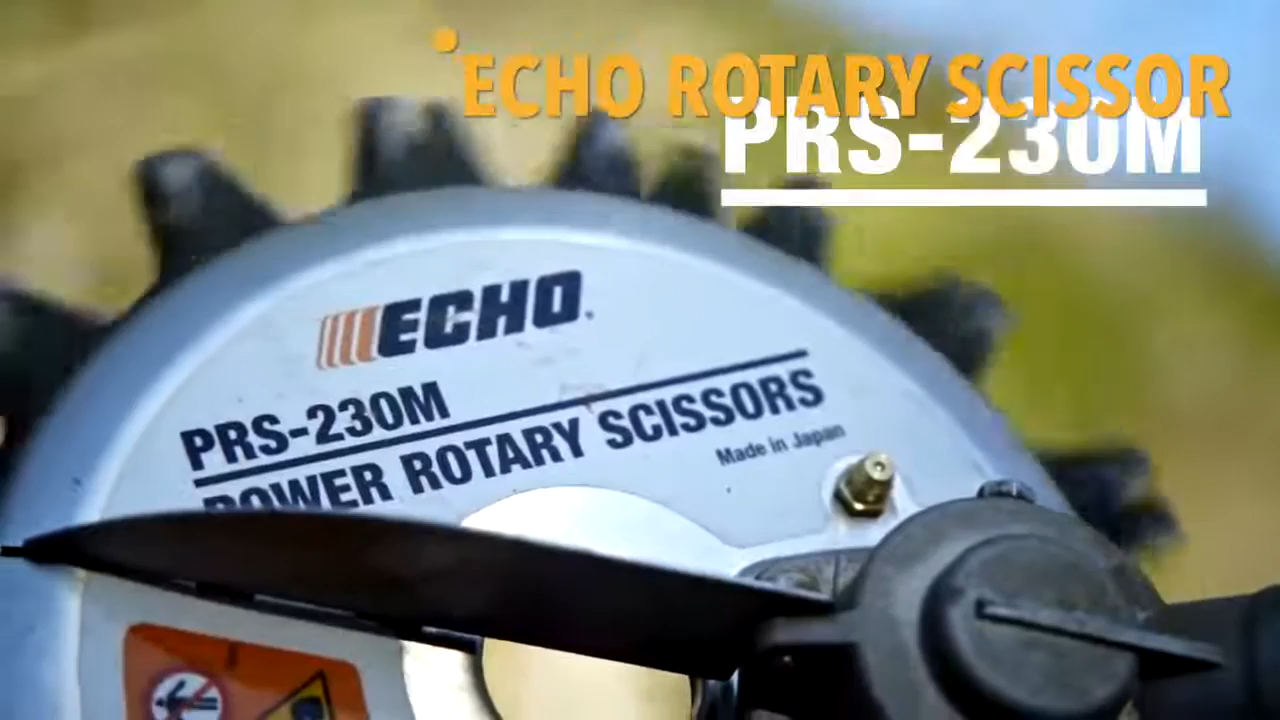 ECHO ROTARY SCISSOR
PRS-230M
ECHO
PRS-230M
POWER ROTARY SCISSORS
Made in Japan